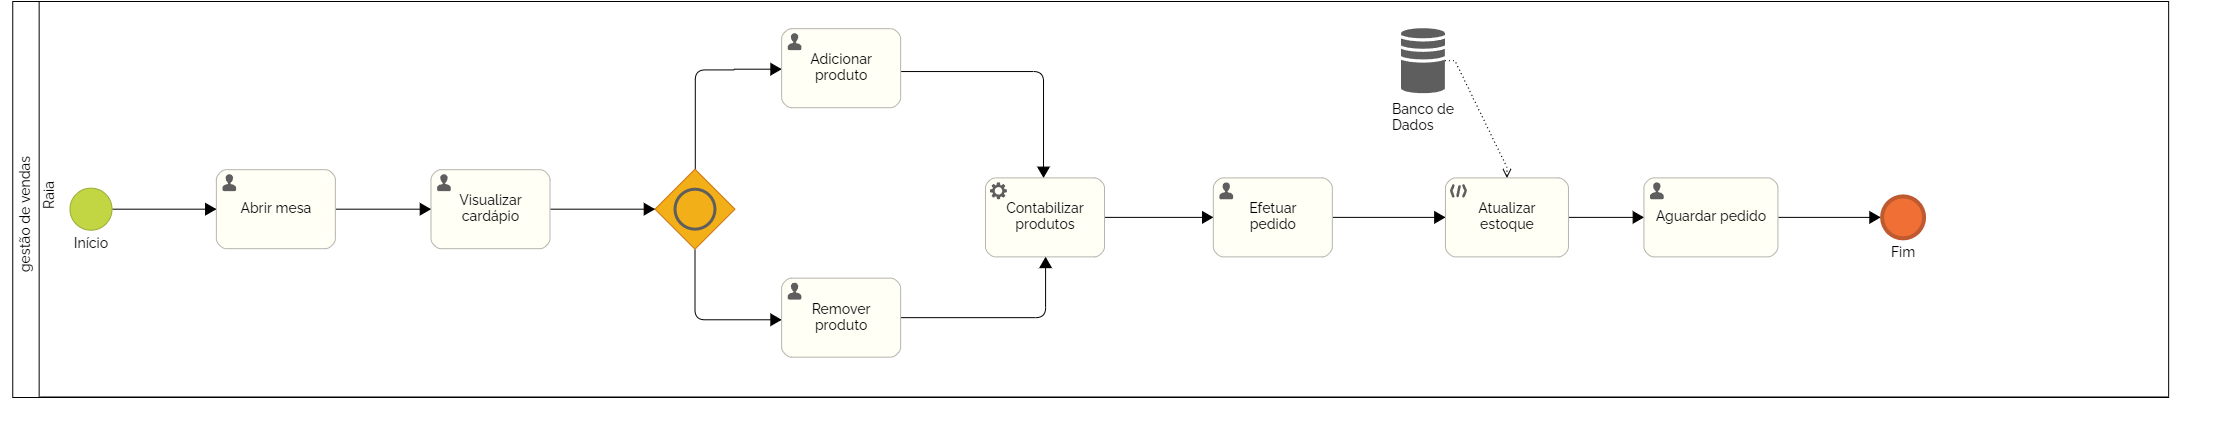 gestão de vendas
Raia
Início
Abrir mesa
Visualizar
cardápio
Adicionar
produto
Remover
produto
Contabilizar
produtos
Efetuar
pedido
Banco de
Dados
Atualizar
estoque
Aguardar pedido
Fim